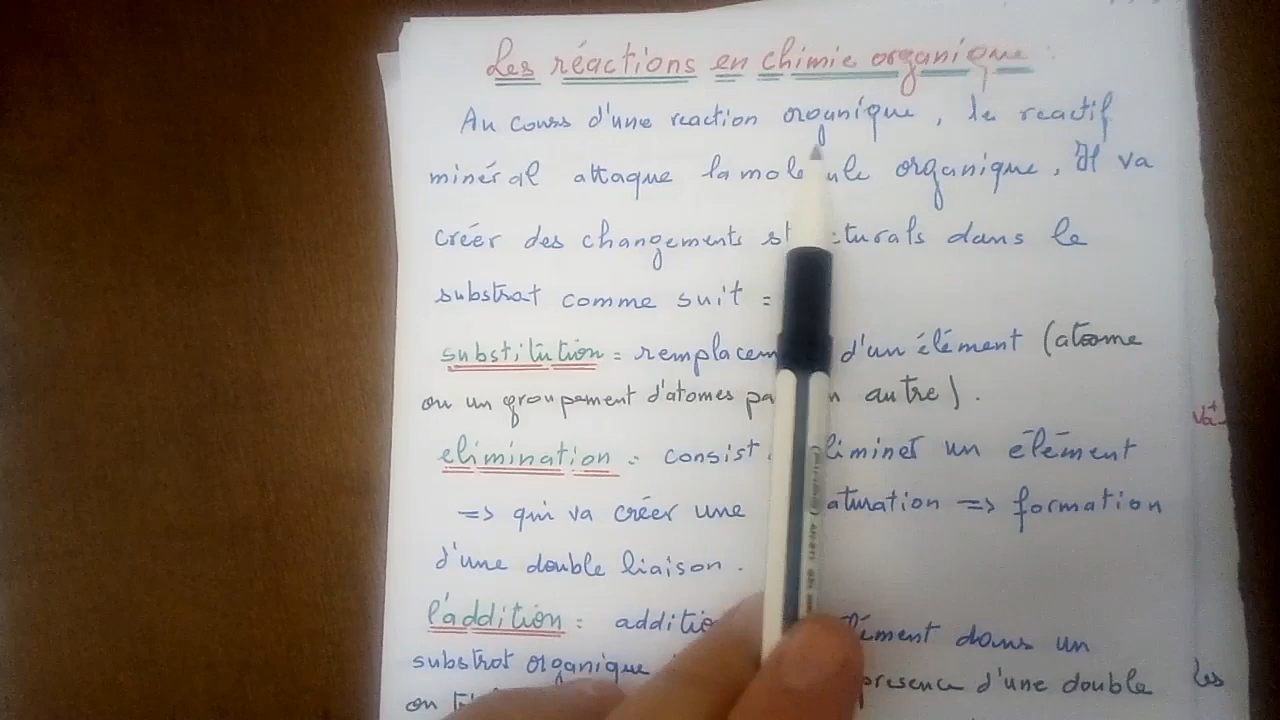 Les réactions en chimie organique :
Au cours d'une reaction organique, le reactif
minéral attaque la mole ule organique. Il va
créer des changements st cturals dans le
substrat comme suit :
substitution : remplacem d'un élément (atome
ou un groupement d'atomes pa n autre).
elimination : consist liminer un élément
=> qui va créer une aturation => formation
d'une double liaison.
l'addition : additio ément dans un
substrat organique
presence d'une double
les